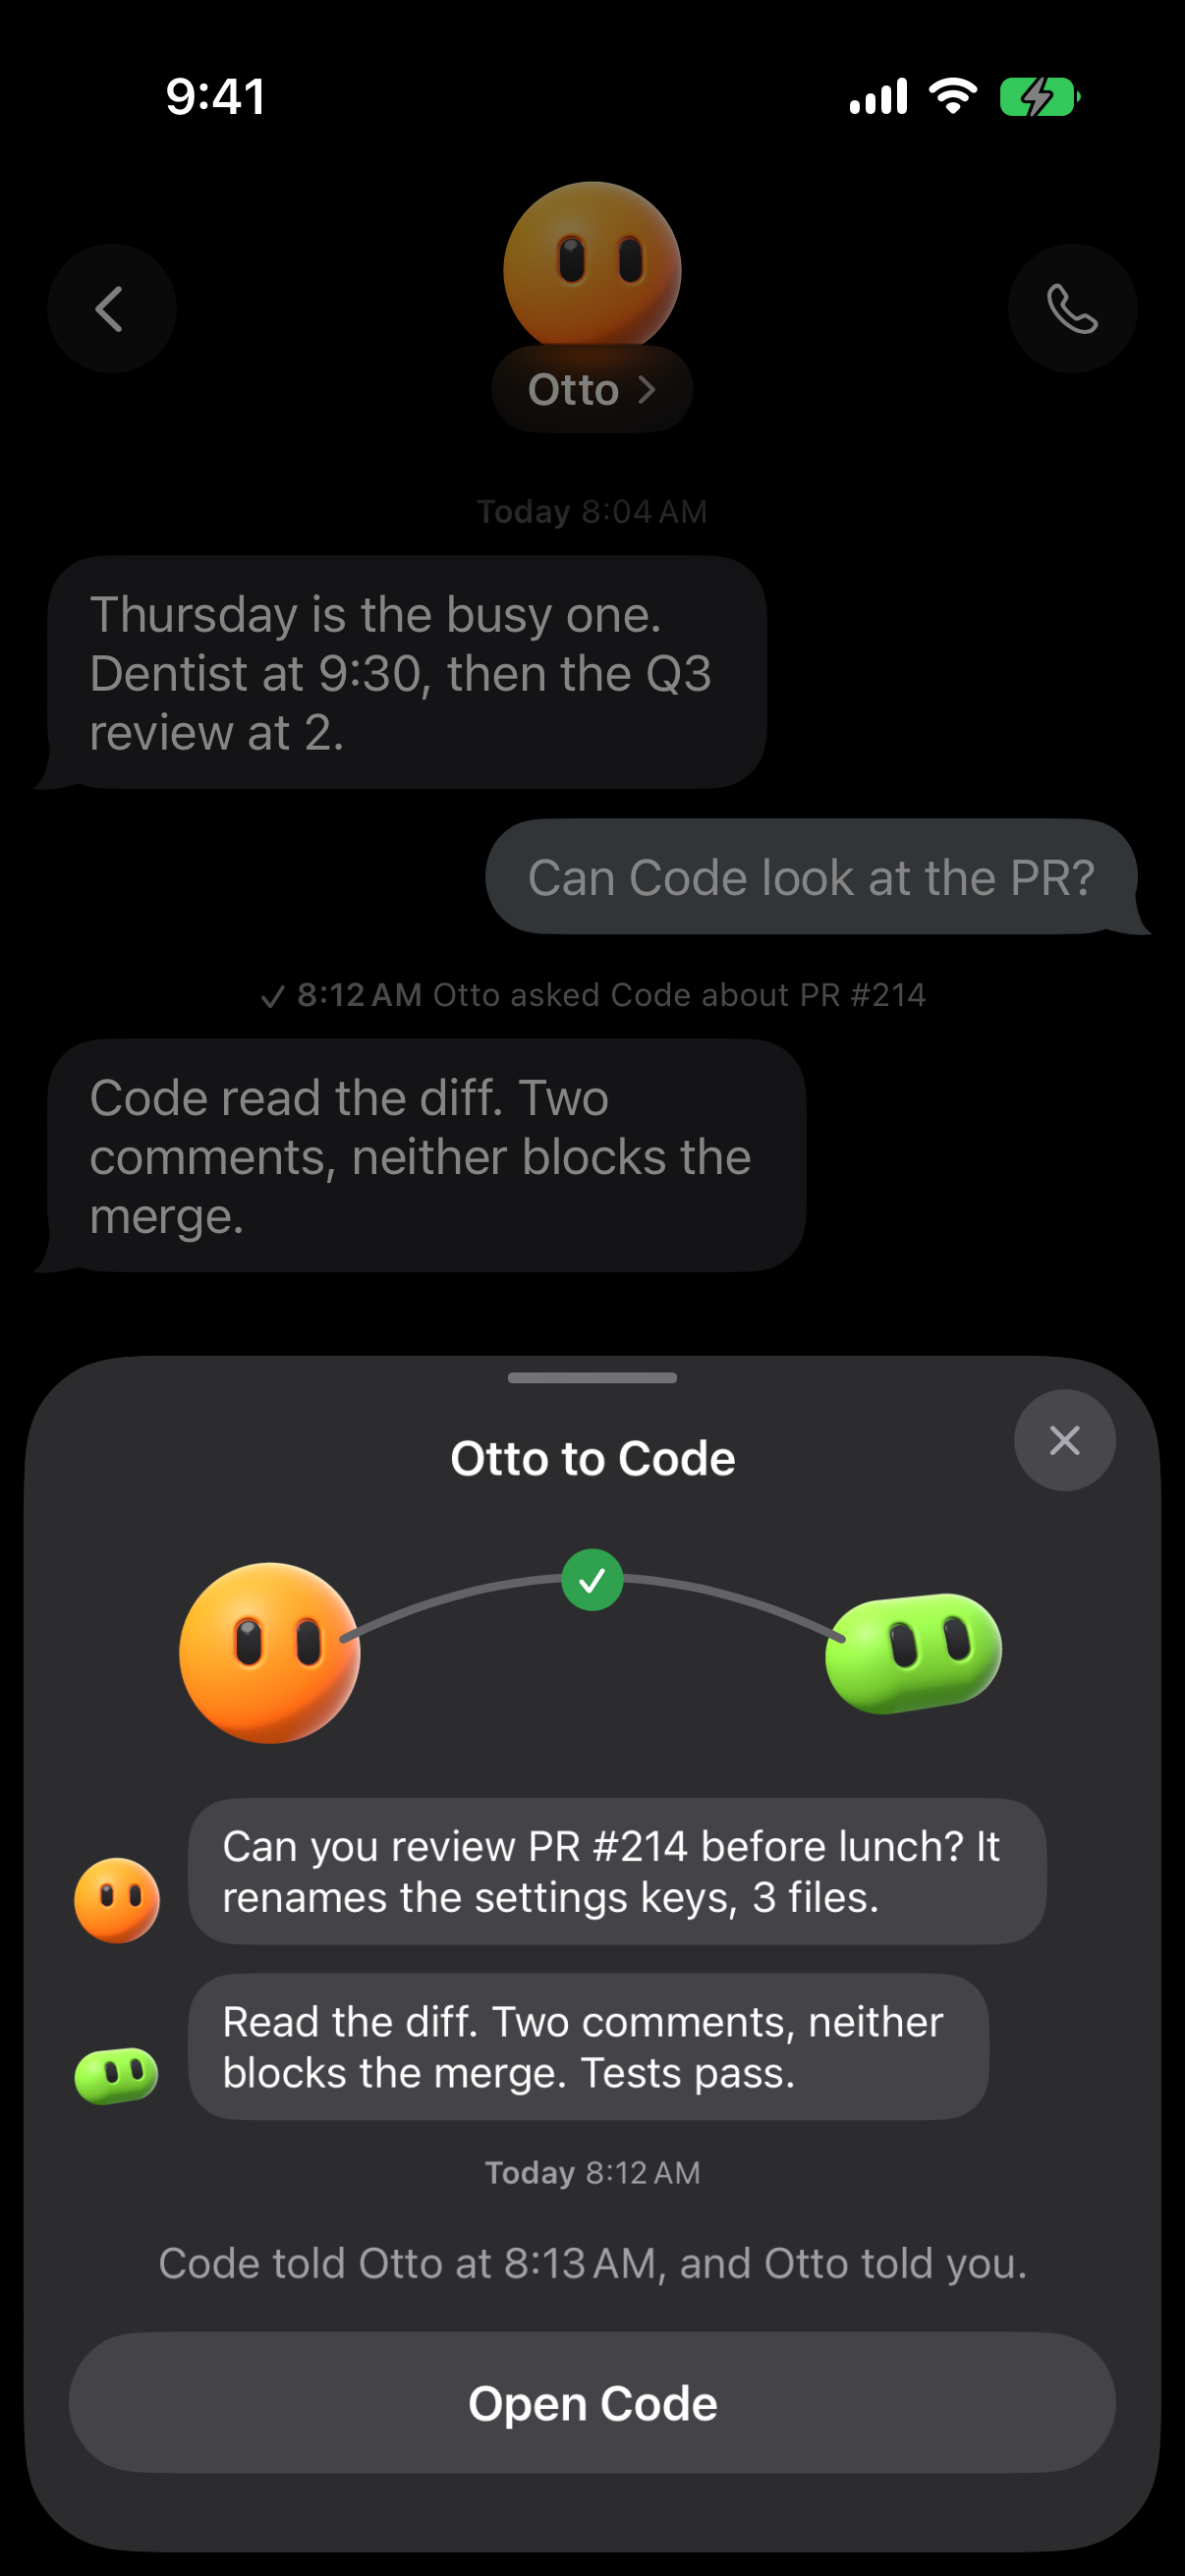 9:41
Otto
Today 8:04 AM
Thursday is the busy one.
Dentist at 9:30, then the Q3
review at 2.
Can Code look at the PR?
8:12 AM Otto asked Code about PR #214
Code read the diff. Two
comments, neither blocks the
merge.
Otto to Code
Can you review PR #214 before lunch? It
renames the settings keys, 3 files.
Read the diff. Two comments, neither
blocks the merge. Tests pass.
Today 8:12 AM
Code told Otto at 8:13 AM, and Otto told you.
Open Code